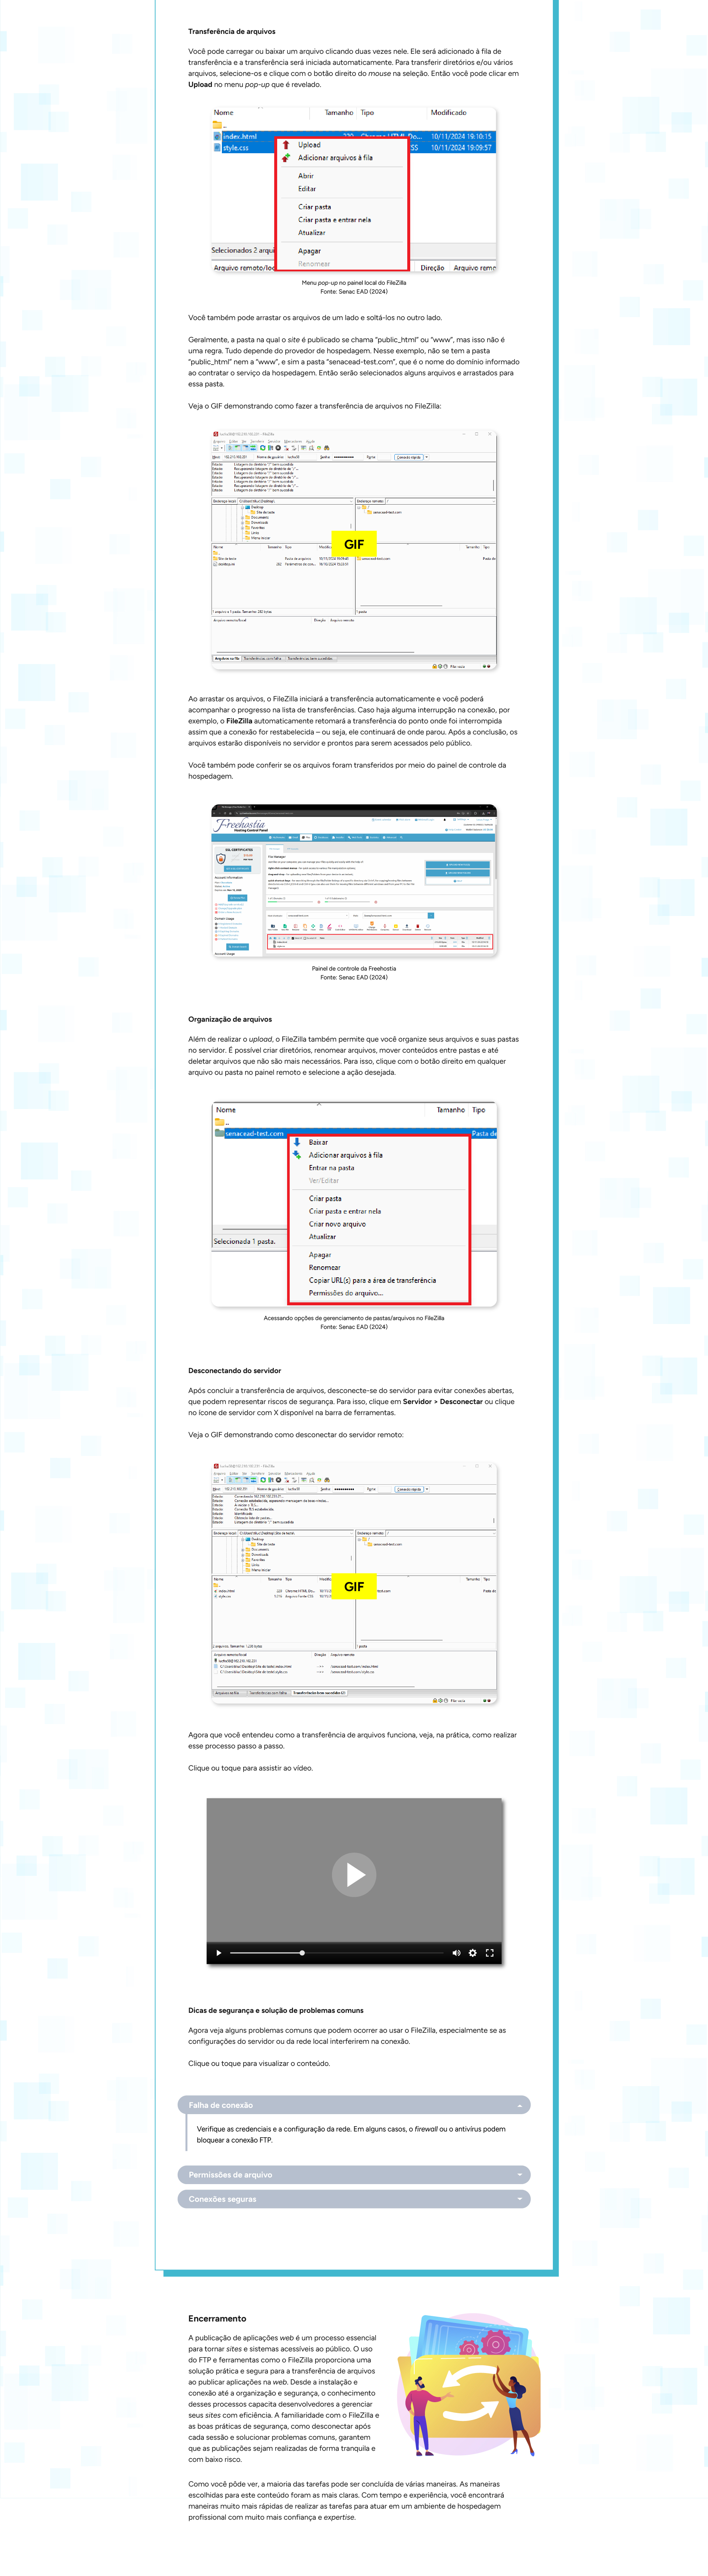 Transferência de arquivos
Você pode carregar ou baixar um arquivo clicando duas vezes nele. Ele será adicionado à fila de
transferência e a transferência será iniciada automaticamente. Para transferir diretórios e/ou vários
arquivos, selecione-os e clique com o botão direito do mouse na seleção. Então você pode clicar em
Upload no menu pop-up que é revelado.
Nome Tamanho Tipo Modificado
..
index.html 10/11/2024 19:10:15
style.css 10/11/2024 19:09:57
Upload
Adicionar arquivos à fila
Abrir
Editar
Criar pasta
Criar pasta e entrar nela
Atualizar
Apagar
Renomear
Selecionados 2 arqui
Arquivo remoto/loc Direção Arquivo remo
Menu pop-up no painel local do FileZilla
Fonte: Senac EAD (2024)
Você também pode arrastar os arquivos de um lado e soltá-los no outro lado.
Geralmente, a pasta na qual o site é publicado se chama “public_html” ou “www”, mas isso não é
uma regra. Tudo depende do provedor de hospedagem. Nesse exemplo, não se tem a pasta
“public_html” nem a “www”, e sim a pasta “senacead-test.com”, que é o nome do domínio informado
ao contratar o serviço da hospedagem. Então serão selecionados alguns arquivos e arrastados para
essa pasta.
Veja o GIF demonstrando como fazer a transferência de arquivos no FileZilla:
GIF
Ao arrastar os arquivos, o FileZilla iniciará a transferência automaticamente e você poderá
acompanhar o progresso na lista de transferências. Caso haja alguma interrupção na conexão, por
exemplo, o FileZilla automaticamente retomará a transferência do ponto onde foi interrompida
assim que a conexão for restabelecida – ou seja, ele continuará de onde parou. Após a conclusão, os
arquivos estarão disponíveis no servidor e prontos para serem acessados pelo público.
Você também pode conferir se os arquivos foram transferidos por meio do painel de controle da
hospedagem.
Freehostia
Hosting Control Panel
SSL CERTIFICATES
File Manager
Painel de controle da Freehostia
Fonte: Senac EAD (2024)
Organização de arquivos
Além de realizar o upload, o FileZilla também permite que você organize seus arquivos e suas pastas
no servidor. É possível criar diretórios, renomear arquivos, mover conteúdos entre pastas e até
deletar arquivos que não são mais necessários. Para isso, clique com o botão direito em qualquer
arquivo ou pasta no painel remoto e selecione a ação desejada.
Nome Tamanho Tipo
..
senacead-test.com Pasta de
Baixar
Adicionar arquivos à fila
Entrar na pasta
Ver/Editar
Criar pasta
Criar pasta e entrar nela
Criar novo arquivo
Atualizar
Apagar
Renomear
Copiar URL(s) para a área de transferência
Permissões do arquivo...
Selecionada 1 pasta.
Acessando opções de gerenciamento de pastas/arquivos no FileZilla
Fonte: Senac EAD (2024)
Desconectando do servidor
Após concluir a transferência de arquivos, desconecte-se do servidor para evitar conexões abertas,
que podem representar riscos de segurança. Para isso, clique em Servidor > Desconectar ou clique
no ícone de servidor com X disponível na barra de ferramentas.
Veja o GIF demonstrando como desconectar do servidor remoto:
GIF
Agora que você entendeu como a transferência de arquivos funciona, veja, na prática, como realizar
esse processo passo a passo.
Clique ou toque para assistir ao vídeo.
Dicas de segurança e solução de problemas comuns
Agora veja alguns problemas comuns que podem ocorrer ao usar o FileZilla, especialmente se as
configurações do servidor ou da rede local interferirem na conexão.
Clique ou toque para visualizar o conteúdo.
Falha de conexão
Verifique as credenciais e a configuração da rede. Em alguns casos, o firewall ou o antivírus podem
bloquear a conexão FTP.
Permissões de arquivo
Conexões seguras
Encerramento
A publicação de aplicações web é um processo essencial
para tornar sites e sistemas acessíveis ao público. O uso
do FTP e ferramentas como o FileZilla proporciona uma
solução prática e segura para a transferência de arquivos
ao publicar aplicações na web. Desde a instalação e
conexão até a organização e segurança, o conhecimento
desses processos capacita desenvolvedores a gerenciar
seus sites com eficiência. A familiaridade com o FileZilla e
as boas práticas de segurança, como desconectar após
cada sessão e solucionar problemas comuns, garantem
que as publicações sejam realizadas de forma tranquila e
com baixo risco.
Como você pôde ver, a maioria das tarefas pode ser concluída de várias maneiras. As maneiras
escolhidas para este conteúdo foram as mais claras. Com tempo e experiência, você encontrará
maneiras muito mais rápidas de realizar as tarefas para atuar em um ambiente de hospedagem
profissional com muito mais confiança e expertise.